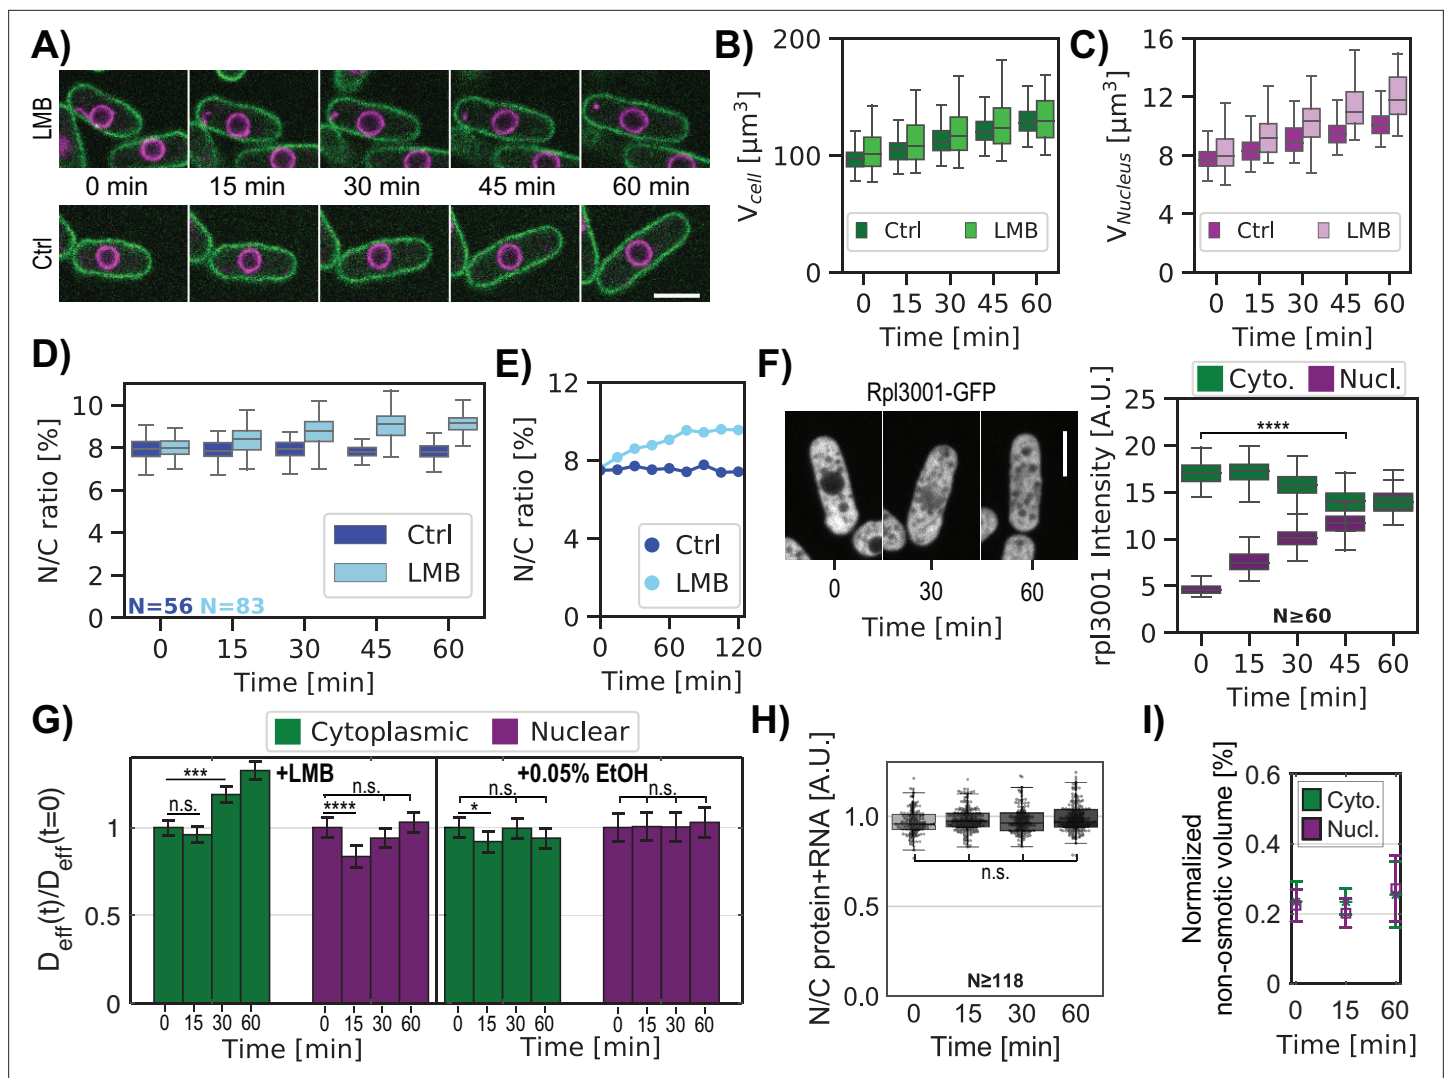 A)
LMB
0 min 15 min 30 min 45 min 60 min
Ctrl
B)
200
100
0
V_cell [µm³]
Ctrl LMB
0 15 30 45 60
Time [min]
C)
16
12
8
4
0
V_Nucleus [µm³]
Ctrl LMB
0 15 30 45 60
Time [min]
D)
10
8
6
4
2
0
N/C ratio [%]
Ctrl
LMB
N=56 N=83
0 15 30 45 60
Time [min]
E)
12
8
4
0
N/C ratio [%]
Ctrl
LMB
0 60 120
Time [min]
F)
Rpl3001-GFP
0 30 60
Time [min]
Cyto. Nucl.
25
20
15
10
5
0
rpl3001 Intensity [A.U.]
****
N≥60
0 15 30 45 60
Time [min]
G)
Cytoplasmic Nuclear
+LMB +0.05% EtOH
D_eff(t)/D_eff(t=0)
1
0.5
0
*** n.s.
n.s. ****
n.s. *
n.s.
0 15 30 60 0 15 30 60 0 15 30 60 0 15 30 60
Time [min] Time [min]
H)
N/C protein+RNA [A.U.]
1.0
0.5
0.0
n.s.
N≥118
0 15 30 60
Time [min]
I)
Normalized
non-osmotic volume [%]
0.6
0.4
0.2
0
Cyto.
Nucl.
0 15 60
Time [min]